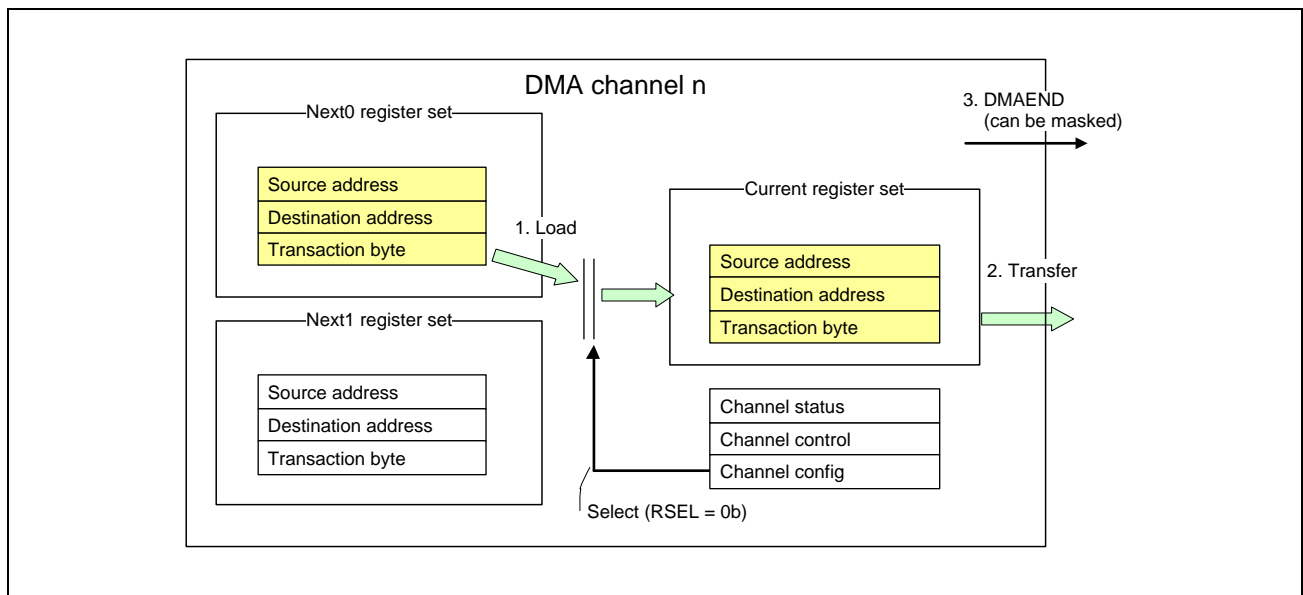 DMA channel n
Next0 register set
Source address
Destination address
Transaction byte
1. Load
Next1 register set
Source address
Destination address
Transaction byte
Select (RSEL = 0b)
Current register set
Source address
Destination address
Transaction byte
Channel status
Channel control
Channel config
2. Transfer
3. DMAEND
(can be masked)